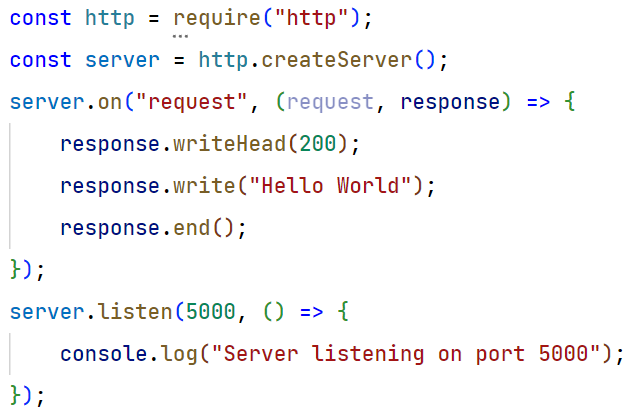 const http = require("http");
const server = http.createServer();
server.on("request", (request, response) => {
    response.writeHead(200);
    response.write("Hello World");
    response.end();
});
server.listen(5000, () => {
    console.log("Server listening on port 5000");
});